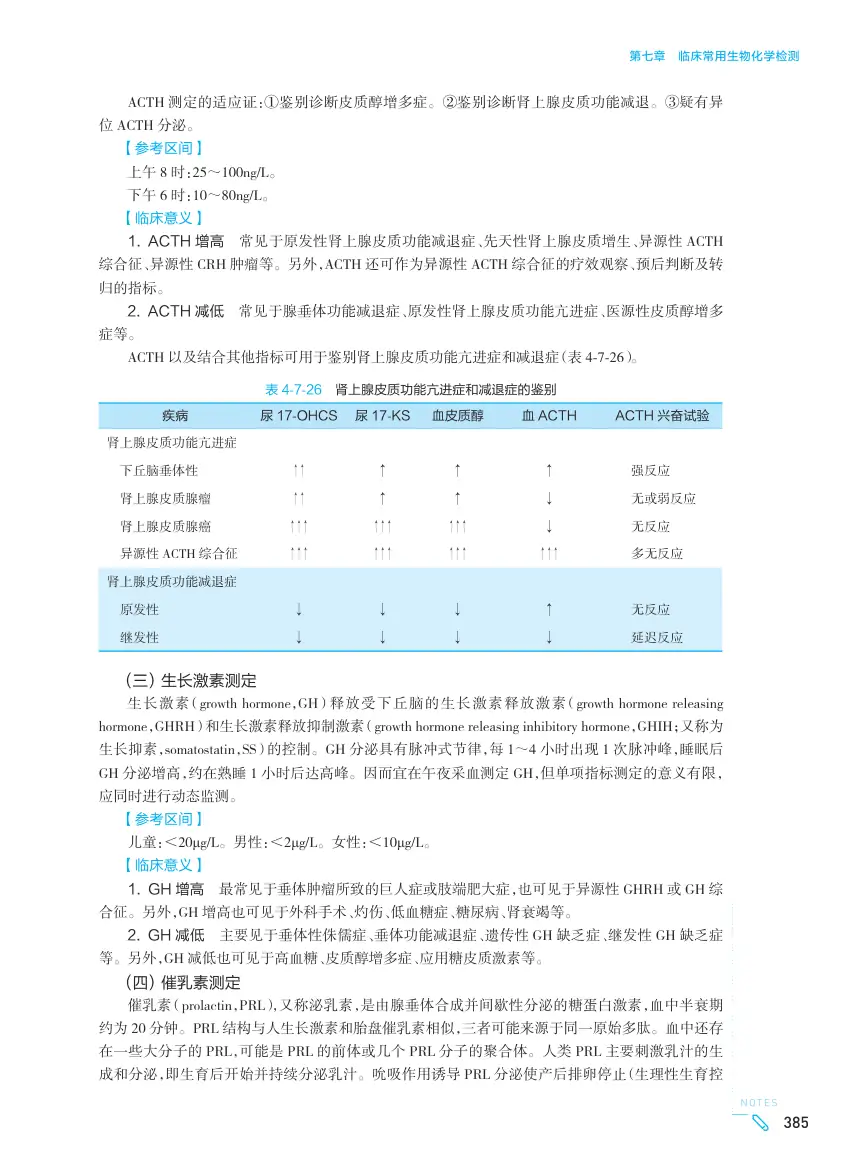 第七章 临床常用生物化学检测
ACTH 测定的适应证:①鉴别诊断皮质醇增多症。②鉴别诊断肾上腺皮质功能减退。③疑有异
位 ACTH 分泌。
【参考区间】
上午 8 时:25～100ng/L。
下午 6 时:10～80ng/L。
【临床意义】
1. ACTH 增高 常见于原发性肾上腺皮质功能减退症、先天性肾上腺皮质增生、异源性 ACTH
综合征、异源性 CRH 肿瘤等。另外,ACTH 还可作为异源性 ACTH 综合征的疗效观察、预后判断及转
归的指标。
2. ACTH 减低 常见于腺垂体功能减退症、原发性肾上腺皮质功能亢进症、医源性皮质醇增多
症等。
ACTH 以及结合其他指标可用于鉴别肾上腺皮质功能亢进症和减退症(表 4-7-26)。
表 4-7-26 肾上腺皮质功能亢进症和减退症的鉴别
疾病 尿 17-OHCS 尿 17-KS 血皮质醇 血 ACTH ACTH 兴奋试验
肾上腺皮质功能亢进症
下丘脑垂体性 ↑↑ ↑ ↑ ↑ 强反应
肾上腺皮质腺瘤 ↑↑ ↑ ↑ ↓ 无或弱反应
肾上腺皮质腺癌 ↑↑↑ ↑↑↑ ↑↑↑ ↓ 无反应
异源性 ACTH 综合征 ↑↑↑ ↑↑↑ ↑↑↑ ↑↑↑ 多无反应
肾上腺皮质功能减退症
原发性 ↓ ↓ ↓ ↑ 无反应
继发性 ↓ ↓ ↓ ↓ 延迟反应
(三) 生长激素测定
生长激素(growth hormone,GH)释放受下丘脑的生长激素释放激素(growth hormone releasing
hormone,GHRH)和生长激素释放抑制激素(growth hormone releasing inhibitory hormone,GHIH;又称为
生长抑素,somatostatin,SS)的控制。GH 分泌具有脉冲式节律,每 1～4 小时出现 1 次脉冲峰,睡眠后
GH 分泌增高,约在熟睡 1 小时后达高峰。因而宜在午夜采血测定 GH,但单项指标测定的意义有限,
应同时进行动态监测。
【参考区间】
儿童:＜20μg/L。男性:＜2μg/L。女性:＜10μg/L。
【临床意义】
1. GH 增高 最常见于垂体肿瘤所致的巨人症或肢端肥大症,也可见于异源性 GHRH 或 GH 综
合征。另外,GH 增高也可见于外科手术、灼伤、低血糖症、糖尿病、肾衰竭等。
2. GH 减低 主要见于垂体性侏儒症、垂体功能减退症、遗传性 GH 缺乏症、继发性 GH 缺乏症
等。另外,GH 减低也可见于高血糖、皮质醇增多症、应用糖皮质激素等。
(四) 催乳素测定
催乳素(prolactin,PRL),又称泌乳素,是由腺垂体合成并间歇性分泌的糖蛋白激素,血中半衰期
约为 20 分钟。PRL 结构与人生长激素和胎盘催乳素相似,三者可能来源于同一原始多肽。血中还存
在一些大分子的 PRL,可能是 PRL 的前体或几个 PRL 分子的聚合体。人类 PRL 主要刺激乳汁的生
成和分泌,即生育后开始并持续分泌乳汁。吮吸作用诱导 PRL 分泌使产后排卵停止(生理性生育控
NOTES
385